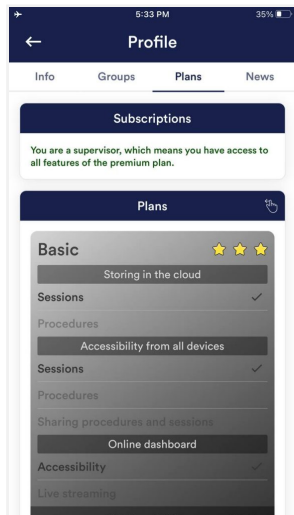 5:33 PM
35%
Profile
Info
Groups
Plans
News
Subscriptions
You are a supervisor, which means you have access to
all features of the premium plan.
Plans
Basic
Storing in the cloud
Sessions
Procedures
Accessibility from all devices
Sessions
Procedures
Sharing procedures and sessions
Online dashboard
Accessibility
Live streaming